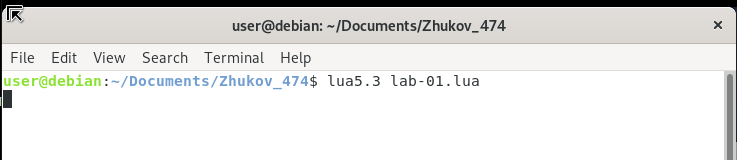 user@debian: ~/Documents/Zhukov_474
File Edit View Search Terminal Help
user@debian:~/Documents/Zhukov_474$ lua5.3 lab-01.lua